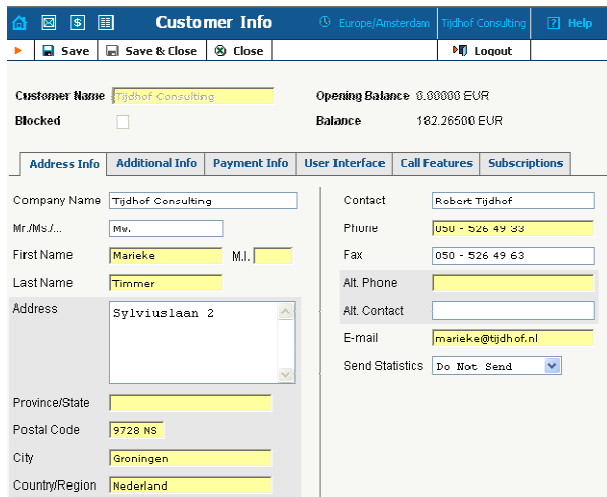 Customer Info Europe/Amsterdam Tijdhof Consulting Help
Save Save & Close Close Logout
Customer Name Tijdhof Consulting Opening Balance 0.00000 EUR
Blocked Balance 182.26500 EUR
Address Info Additional Info Payment Info User Interface Call Features Subscriptions
Company Name Tijdhof Consulting Contact Robert Tijdhof
Mr./Ms./... Mw. Phone 050 - 526 49 33
First Name Marieke M.I. Fax 050 - 526 49 63
Last Name Timmer Alt. Phone
Address Sylviuslaan 2 Alt. Contact
E-mail marieke@tijdhof.nl
Send Statistics Do Not Send
Province/State
Postal Code 9728 NS
City Groningen
Country/Region Nederland